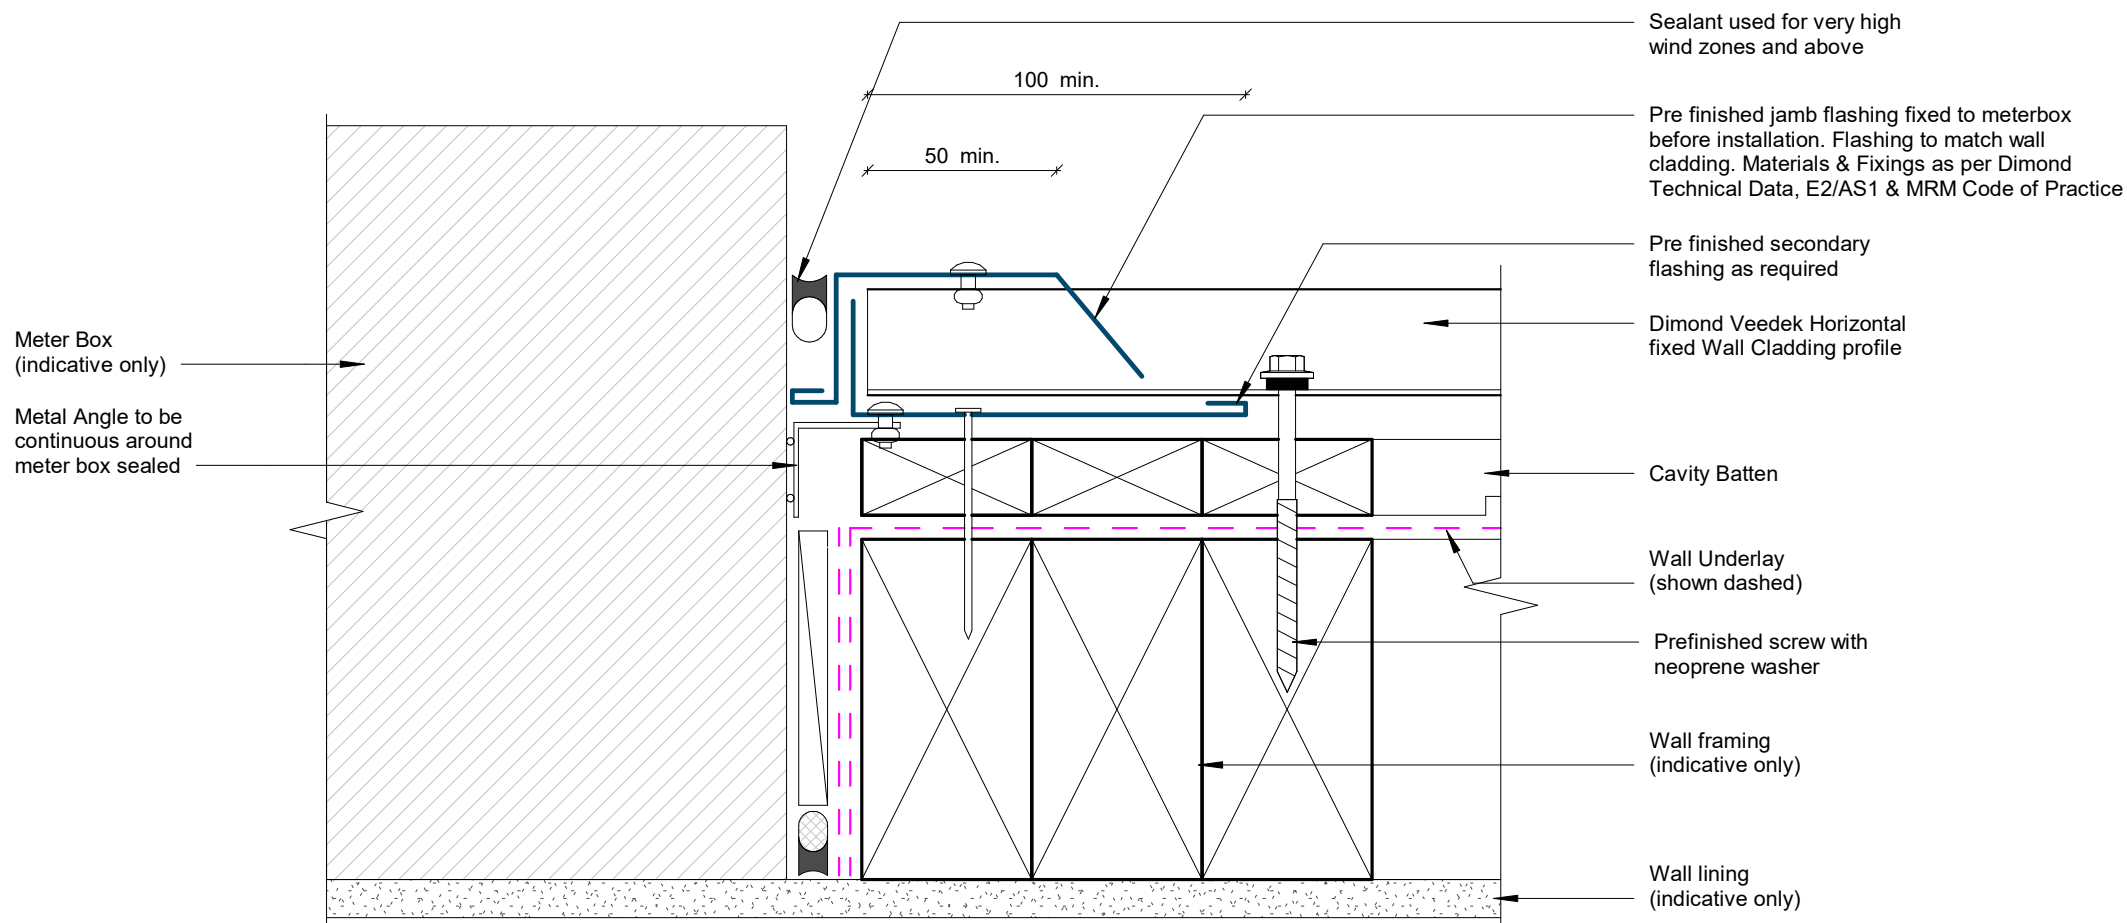 Sealant used for very high
wind zones and above
100 min.
Pre finished jamb flashing fixed to meterbox
before installation. Flashing to match wall
cladding. Materials & Fixings as per Dimond
Technical Data, E2/AS1 & MRM Code of Practice
50 min.
Pre finished secondary
flashing as required
Dimond Veedek Horizontal
fixed Wall Cladding profile
Meter Box
(indicative only)
Metal Angle to be
continuous around
meter box sealed
Cavity Batten
Wall Underlay
(shown dashed)
Prefinished screw with
neoprene washer
Wall framing
(indicative only)
Wall lining
(indicative only)